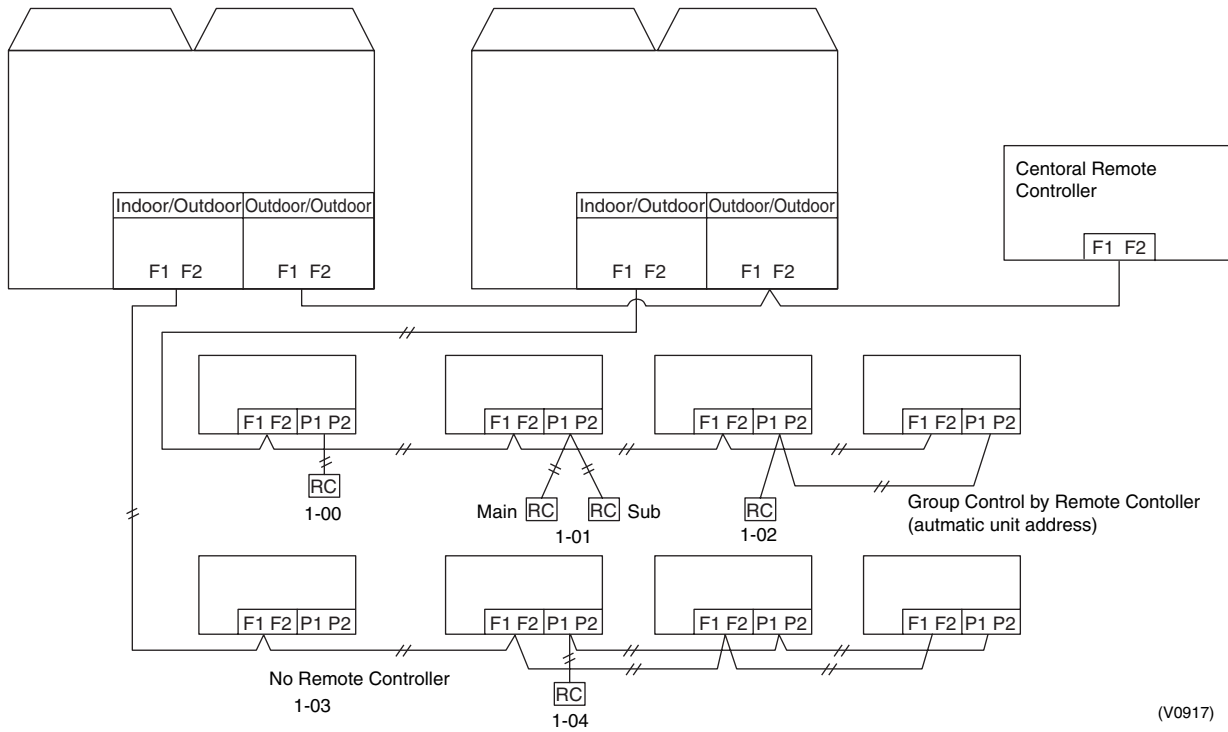 Centoral Remote
Controller
F1 F2
Indoor/Outdoor Outdoor/Outdoor
F1 F2 F1 F2
Indoor/Outdoor Outdoor/Outdoor
F1 F2 F1 F2
F1 F2 P1 P2
F1 F2 P1 P2
F1 F2 P1 P2
F1 F2 P1 P2
RC
1-00
Main RC RC Sub
1-01
RC
1-02
Group Control by Remote Contoller
(autmatic unit address)
F1 F2 P1 P2
F1 F2 P1 P2
F1 F2 P1 P2
F1 F2 P1 P2
No Remote Controller
1-03
RC
1-04
(V0917)